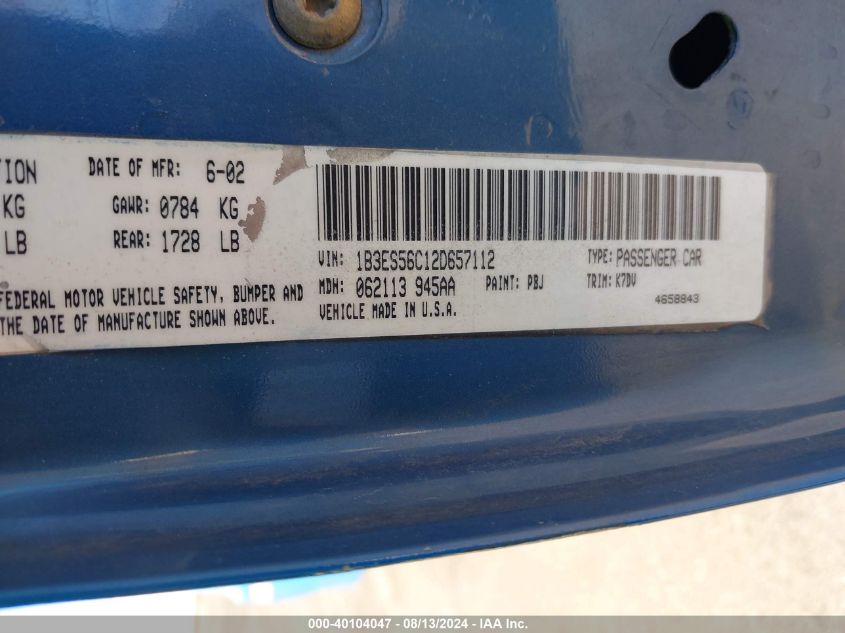 TION DATE OF MFR: 6-02
KG GAWR: 0784 KG
LB REAR: 1728 LB
FEDERAL MOTOR VEHICLE SAFETY, BUMPER AND
THE DATE OF MANUFACTURE SHOWN ABOVE.
VIN: 1B3ES56C12D657112 TYPE: PASSENGER CAR
MDH: 062113 945AA PAINT: PBJ TRIM: K7DV
VEHICLE MADE IN U.S.A. 4658843
000-40104047 - 08/13/2024 - IAA Inc.